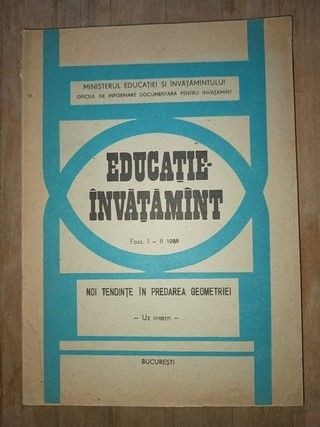 MINISTERUL EDUCAȚIEI ȘI ÎNVĂȚĂMÎNTULUI
OFICIUL DE INFORMARE DOCUMENTARĂ PENTRU ÎNVĂȚĂMÎNT
EDUCAȚIE-
ÎNVĂȚĂMÎNT
Fasc. I - II 1988
NOI TENDINȚE ÎN PREDAREA GEOMETRIEI
- Uz intern -
BUCUREȘTI